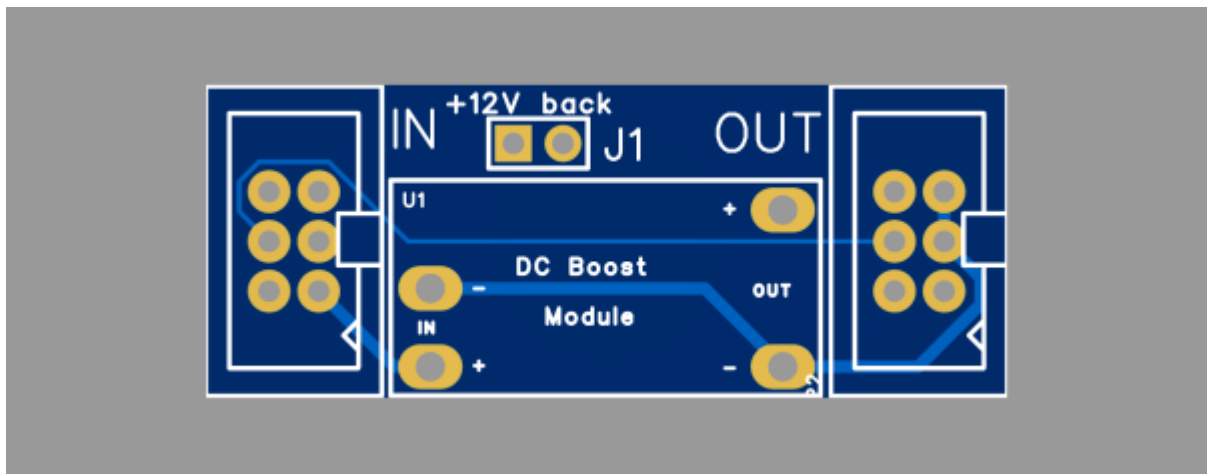 +12V back
IN
J1
OUT
U1
+
DC Boost
-
OUT
Module
IN
+
-